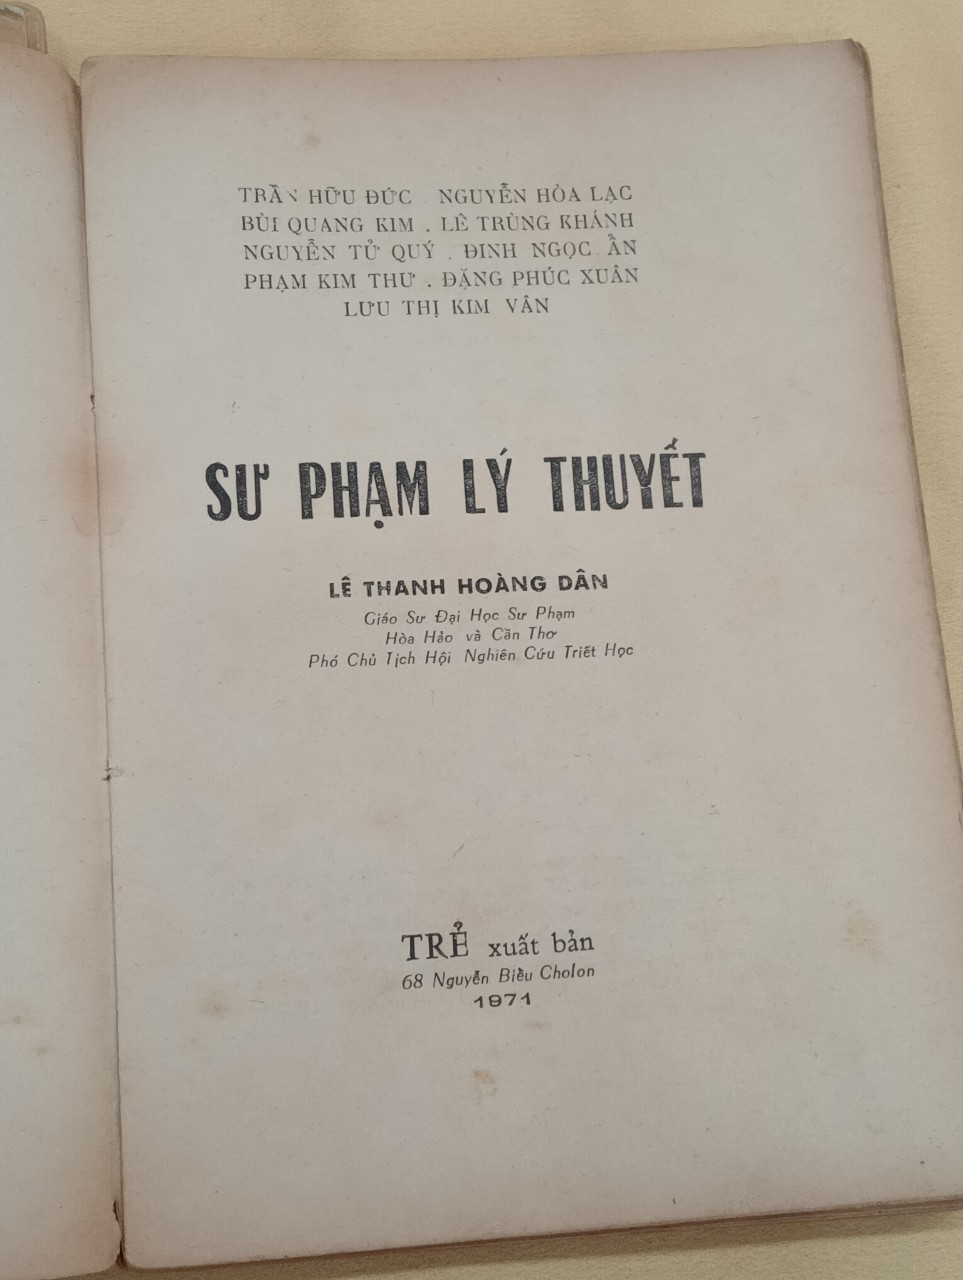 TRẦN HỮU ĐỨC . NGUYỄN HÒA LẠC
BÙI QUANG KIM . LÊ TRÙNG KHÁNH
NGUYỄN TỬ QUÝ . ĐINH NGỌC ẨN
PHẠM KIM THƯ . ĐẶNG PHÚC XUÂN
LƯU THỊ KIM VÂN
SƯ PHẠM LÝ THUYẾT
LÊ THANH HOÀNG DÂN
Giáo Sư Đại Học Sư Phạm
Hòa Hảo và Cần Thơ
Phó Chủ Tịch Hội Nghiên Cứu Triết Học
TRẺ xuất bản
68 Nguyễn Biểu Cholon
1971